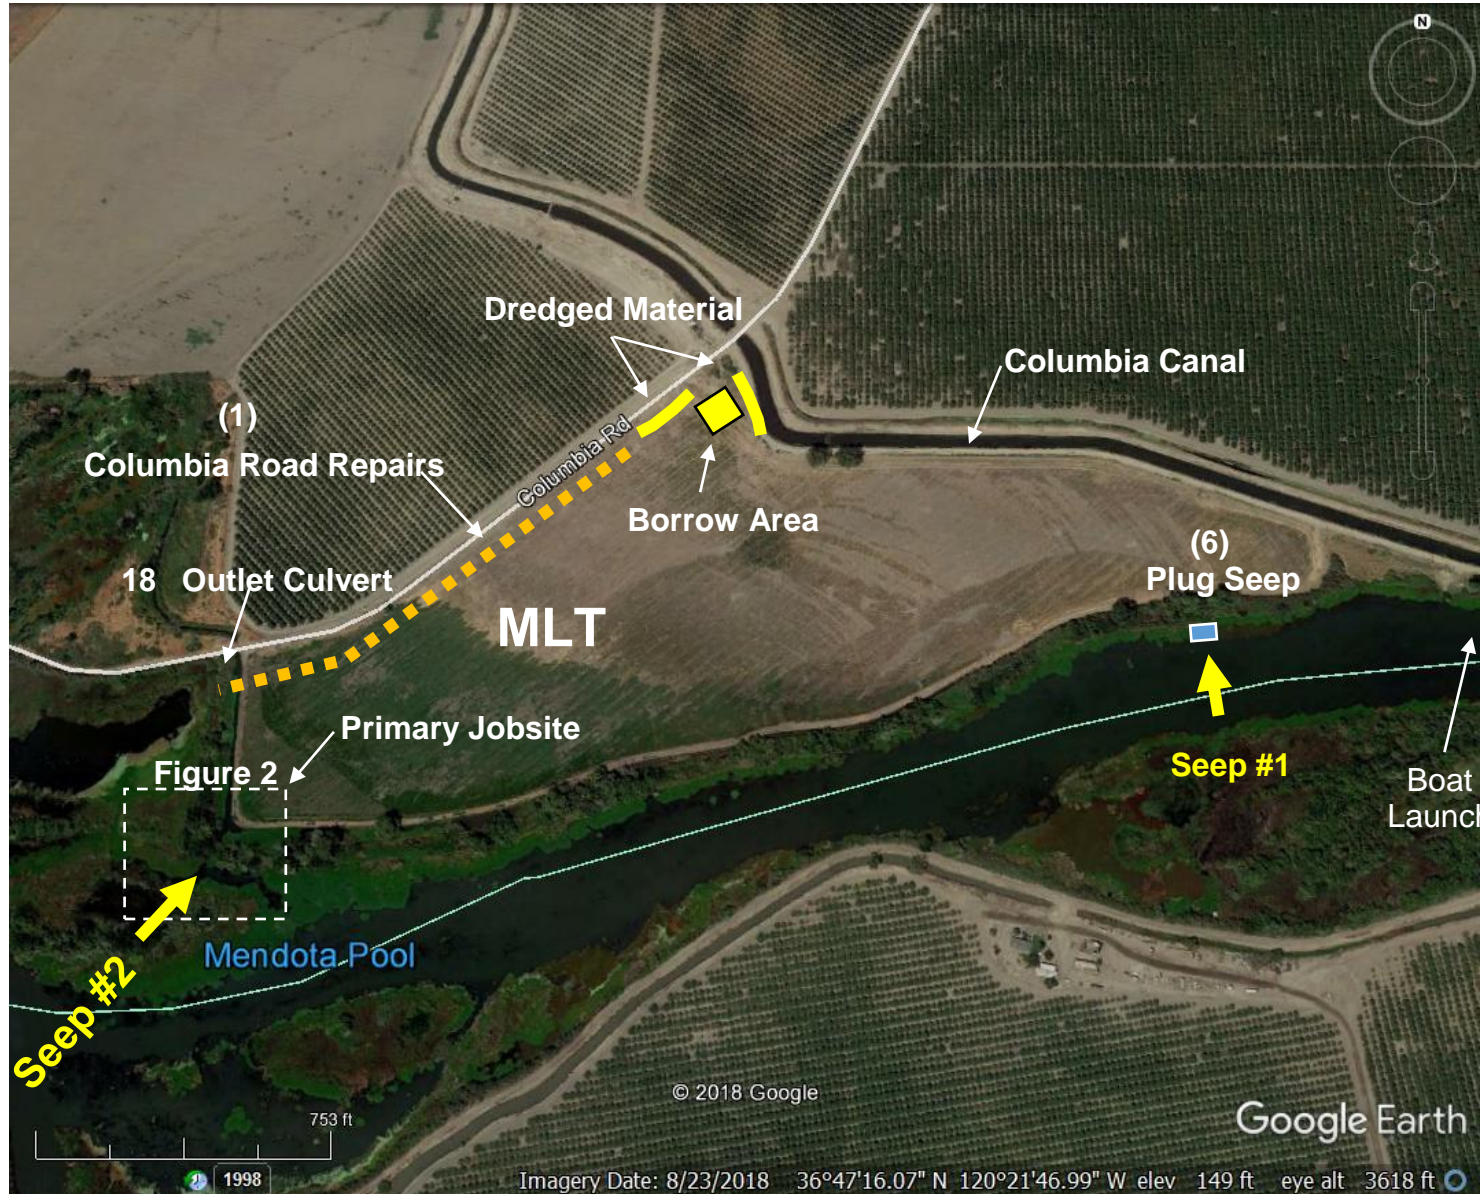 N
Dredged Material
Columbia Canal
(1)
Columbia Road Repairs
Columbia Rd
Borrow Area
(6)
Plug Seep
18 Outlet Culvert
MLT
Primary Jobsite
Figure 2
Seep #1
Boat
Launch
Mendota Pool
Seep #2
© 2018 Google
753 ft
Google Earth
1998
Imagery Date: 8/23/2018 36°47'16.07" N 120°21'46.99" W elev 149 ft eye alt 3618 ft